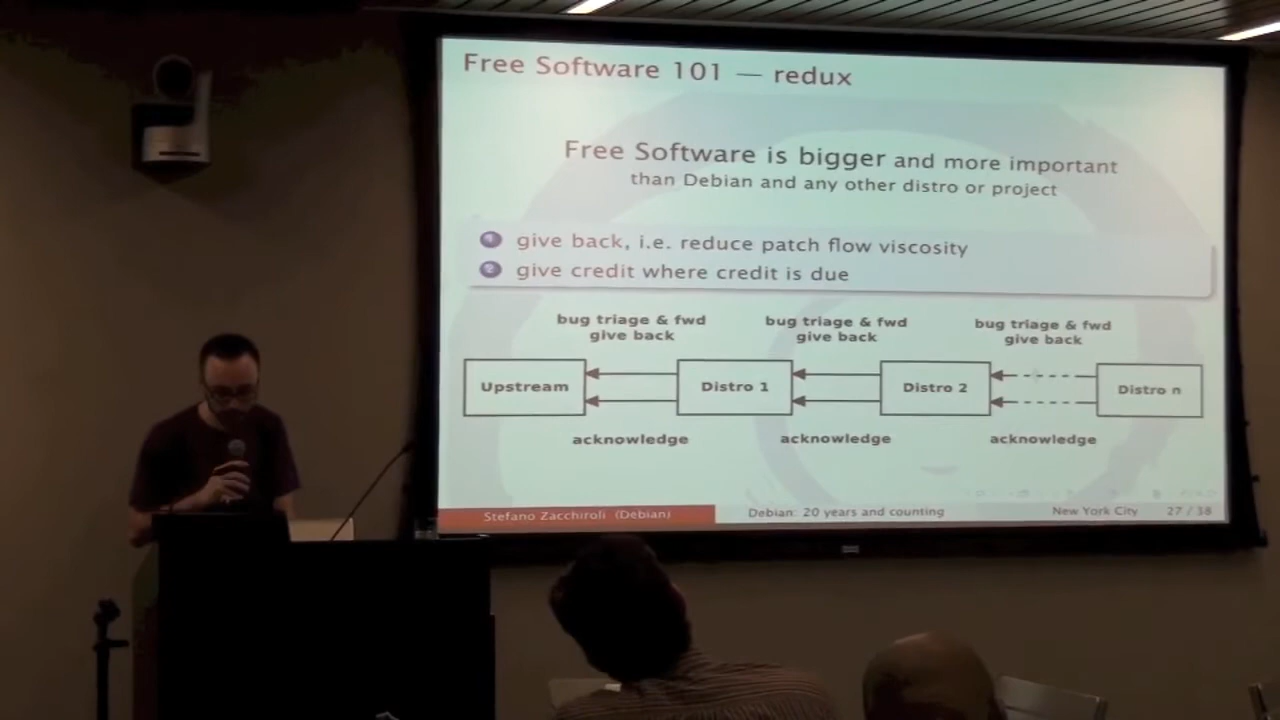 Free Software 101 — redux
Free Software is bigger and more important
than Debian and any other distro or project
1 give back, i.e. reduce patch flow viscosity
2 give credit where credit is due
bug triage & fwd
give back
bug triage & fwd
give back
bug triage & fwd
give back
Upstream
Distro 1
Distro 2
Distro n
acknowledge
acknowledge
acknowledge
Stefano Zacchiroli (Debian)
Debian: 20 years and counting
New York City
27 / 38